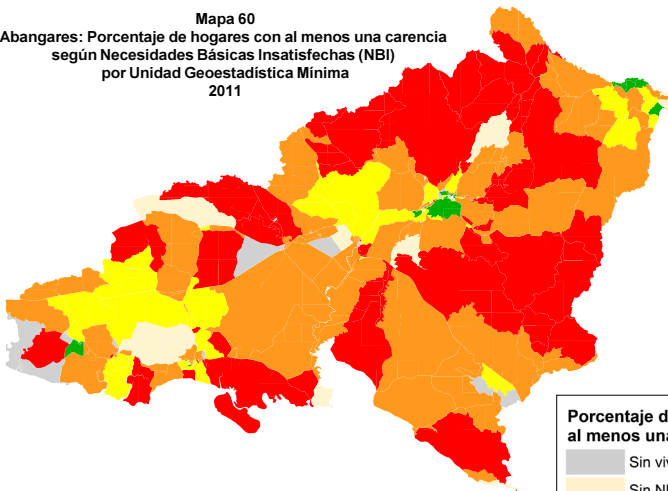 Mapa 60
Abangares: Porcentaje de hogares con al menos una carencia
según Necesidades Básicas Insatisfechas (NBI)
por Unidad Geoestadística Mínima
2011
Porcentaje d
al menos una
Sin viv
Sin N